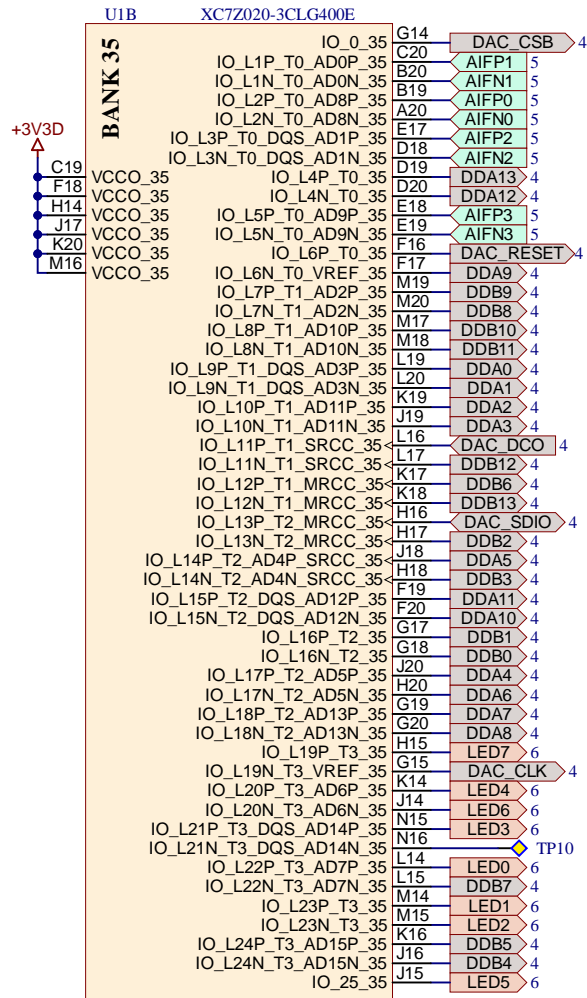 U1B XC7Z020-3CLG400E
BANK 35
+3V3D
C19 VCCO_35
F18 VCCO_35
H14 VCCO_35
J17 VCCO_35
K20 VCCO_35
M16 VCCO_35
IO_0_35 G14 DAC_CSB 4
IO_L1P_T0_AD0P_35 C20 AIFP1 5
IO_L1N_T0_AD0N_35 B20 AIFN1 5
IO_L2P_T0_AD8P_35 B19 AIFP0 5
IO_L2N_T0_AD8N_35 A20 AIFN0 5
IO_L3P_T0_DQS_AD1P_35 E17 AIFP2 5
IO_L3N_T0_DQS_AD1N_35 D18 AIFN2 5
IO_L4P_T0_35 D19 DDA13 4
IO_L4N_T0_35 D20 DDA12 4
IO_L5P_T0_AD9P_35 E18 AIFP3 5
IO_L5N_T0_AD9N_35 E19 AIFN3 5
IO_L6P_T0_35 F16 DAC_RESET 4
IO_L6N_T0_VREF_35 F17 DDA9 4
IO_L7P_T1_AD2P_35 M19 DDB9 4
IO_L7N_T1_AD2N_35 M20 DDB8 4
IO_L8P_T1_AD10P_35 M17 DDB10 4
IO_L8N_T1_AD10N_35 M18 DDB11 4
IO_L9P_T1_DQS_AD3P_35 L19 DDA0 4
IO_L9N_T1_DQS_AD3N_35 L20 DDA1 4
IO_L10P_T1_AD11P_35 K19 DDA2 4
IO_L10N_T1_AD11N_35 J19 DDA3 4
IO_L11P_T1_SRCC_35 L16 DAC_DCO 4
IO_L11N_T1_SRCC_35 L17 DDB12 4
IO_L12P_T1_MRCC_35 K17 DDB6 4
IO_L12N_T1_MRCC_35 K18 DDB13 4
IO_L13P_T2_MRCC_35 H16 DAC_SDIO 4
IO_L13N_T2_MRCC_35 H17 DDB2 4
IO_L14P_T2_AD4P_SRCC_35 J18 DDA5 4
IO_L14N_T2_AD4N_SRCC_35 H18 DDB3 4
IO_L15P_T2_DQS_AD12P_35 F19 DDA11 4
IO_L15N_T2_DQS_AD12N_35 F20 DDA10 4
IO_L16P_T2_35 G17 DDB1 4
IO_L16N_T2_35 G18 DDB0 4
IO_L17P_T2_AD5P_35 J20 DDA4 4
IO_L17N_T2_AD5N_35 H20 DDA6 4
IO_L18P_T2_AD13P_35 G19 DDA7 4
IO_L18N_T2_AD13N_35 G20 DDA8 4
IO_L19P_T3_35 H15 LED7 6
IO_L19N_T3_VREF_35 G15 DAC_CLK 4
IO_L20P_T3_AD6P_35 K14 LED4 6
IO_L20N_T3_AD6N_35 J14 LED6 6
IO_L21P_T3_DQS_AD14P_35 N15 LED3 6
IO_L21N_T3_DQS_AD14N_35 N16 TP10
IO_L22P_T3_AD7P_35 L14 LED0 6
IO_L22N_T3_AD7N_35 L15 DDB7 4
IO_L23P_T3_35 M14 LED1 6
IO_L23N_T3_35 M15 LED2 6
IO_L24P_T3_AD15P_35 K16 DDB5 4
IO_L24N_T3_AD15N_35 J16 DDB4 4
IO_25_35 J15 LED5 6